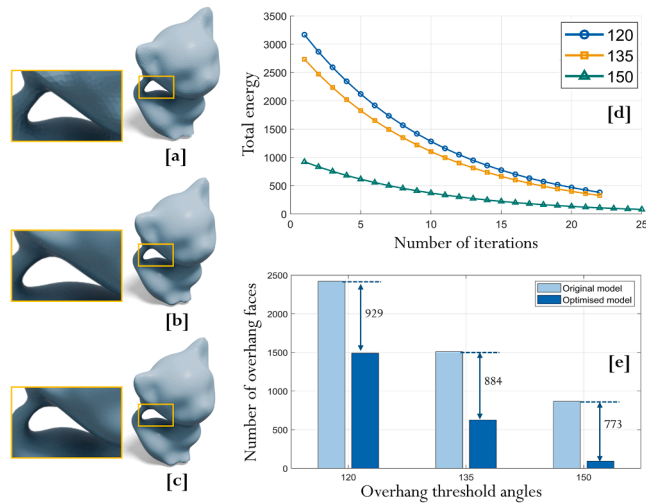 [a]
[b]
[c]
3500
3000
2500
2000
1500
1000
500
0
0
5
10
15
20
25
Total energy
Number of iterations
120
135
150
[d]
2500
2000
1500
1000
500
0
120
135
150
Number of overhang faces
Overhang threshold angles
Original model
Optimised model
929
884
773
[e]